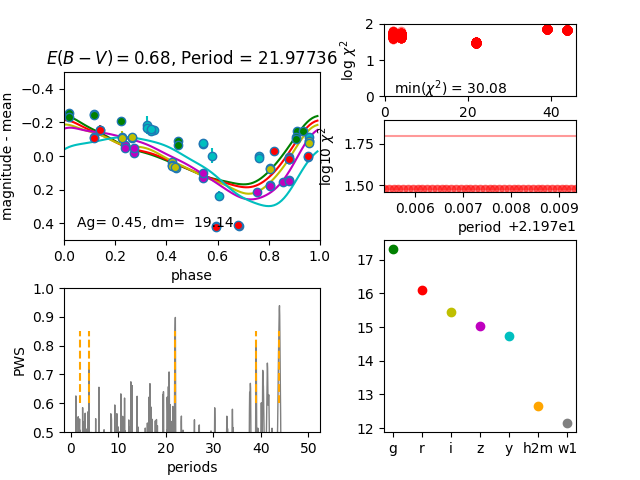 E(B − V) = 0.68, Period = 21.97736
magnitude - mean
−0.4
−0.2
0.0
0.2
0.4
Ag= 0.45, dm=  19.14
0.0 0.2 0.4 0.6 0.8 1.0
phase
log χ²
2
1
0
min(χ²) = 30.08
0 20 40
log10 χ²
1.75
1.50
0.006 0.007 0.008 0.009
period +2.197e1
PWS
1.0
0.9
0.8
0.7
0.6
0.5
0 10 20 30 40 50
periods
17
16
15
14
13
12
g r i z y h2m w1